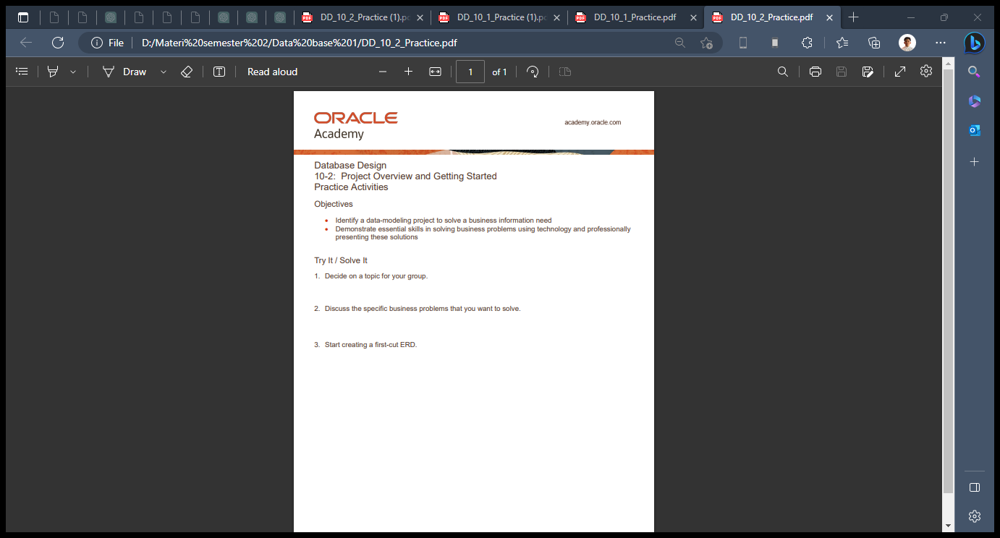 DD_10_2_Practice (1).pc
DD_10_1_Practice (1).pc
DD_10_1_Practice.pdf
DD_10_2_Practice.pdf
File
D:/Materi%20semester%202/Data%20base%201/DD_10_2_Practice.pdf
Draw
Read aloud
1
of 1
ORACLE
Academy
academy.oracle.com
Database Design
10-2: Project Overview and Getting Started
Practice Activities
Objectives
• Identify a data-modeling project to solve a business information need
• Demonstrate essential skills in solving business problems using technology and professionally
presenting these solutions
Try It / Solve It
1. Decide on a topic for your group.
2. Discuss the specific business problems that you want to solve.
3. Start creating a first-cut ERD.